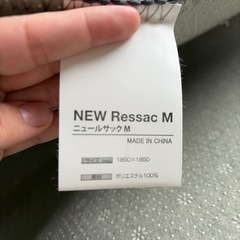 NEW Ressac M
ニュールサック M
MADE IN CHINA
1850×1850
ポリエステル100%